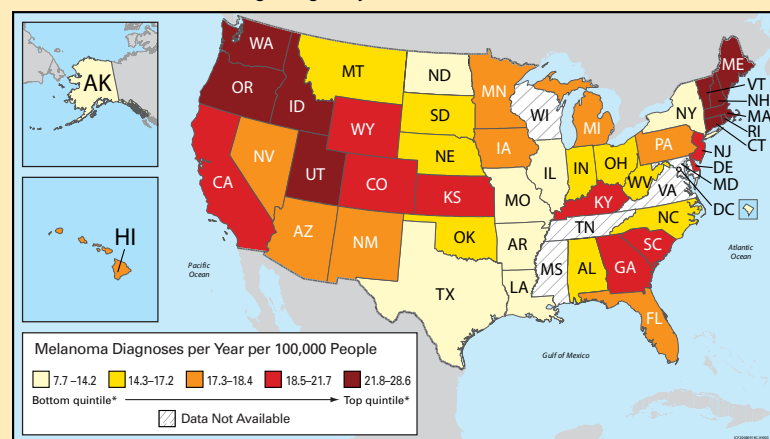 AK
HI
WA
OR
CA
ID
NV
UT
AZ
MT
WY
CO
NM
ND
SD
NE
KS
OK
TX
MN
IA
MO
AR
LA
WI
IL
MI
IN
OH
KY
TN
MS
AL
GA
FL
SC
NC
VA
WV
PA
NY
ME
VT
NH
MA
RI
CT
NJ
DE
MD
DC
Pacific
Ocean
Atlantic
Ocean
Gulf of Mexico
Melanoma Diagnoses per Year per 100,000 People
7.7 –14.2 14.3–17.2 17.3–18.4 18.5–21.7 21.8–28.6
Bottom quintile* Top quintile*
Data Not Available